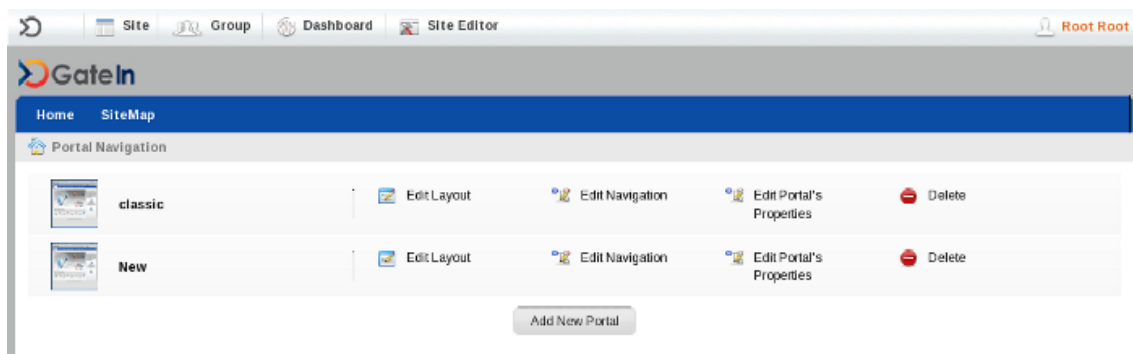 Site Group Dashboard Site Editor Root Root
GateIn
Home SiteMap
Portal Navigation
classic Edit Layout Edit Navigation Edit Portal's Properties Delete
New Edit Layout Edit Navigation Edit Portal's Properties Delete
Add New Portal